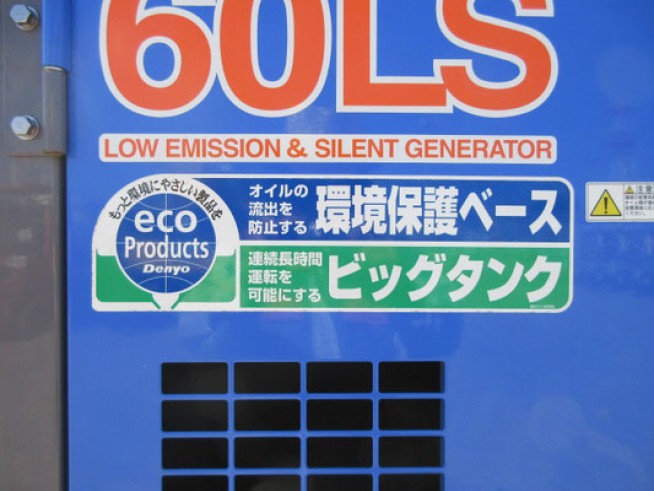 60LS
LOW EMISSION & SILENT GENERATOR
もっと環境にやさしい製品を
eco
Products
Denyo
オイルの
流出を
防止する
環境保護ベース
連続長時間
運転を
可能にする
ビッグタンク
注意